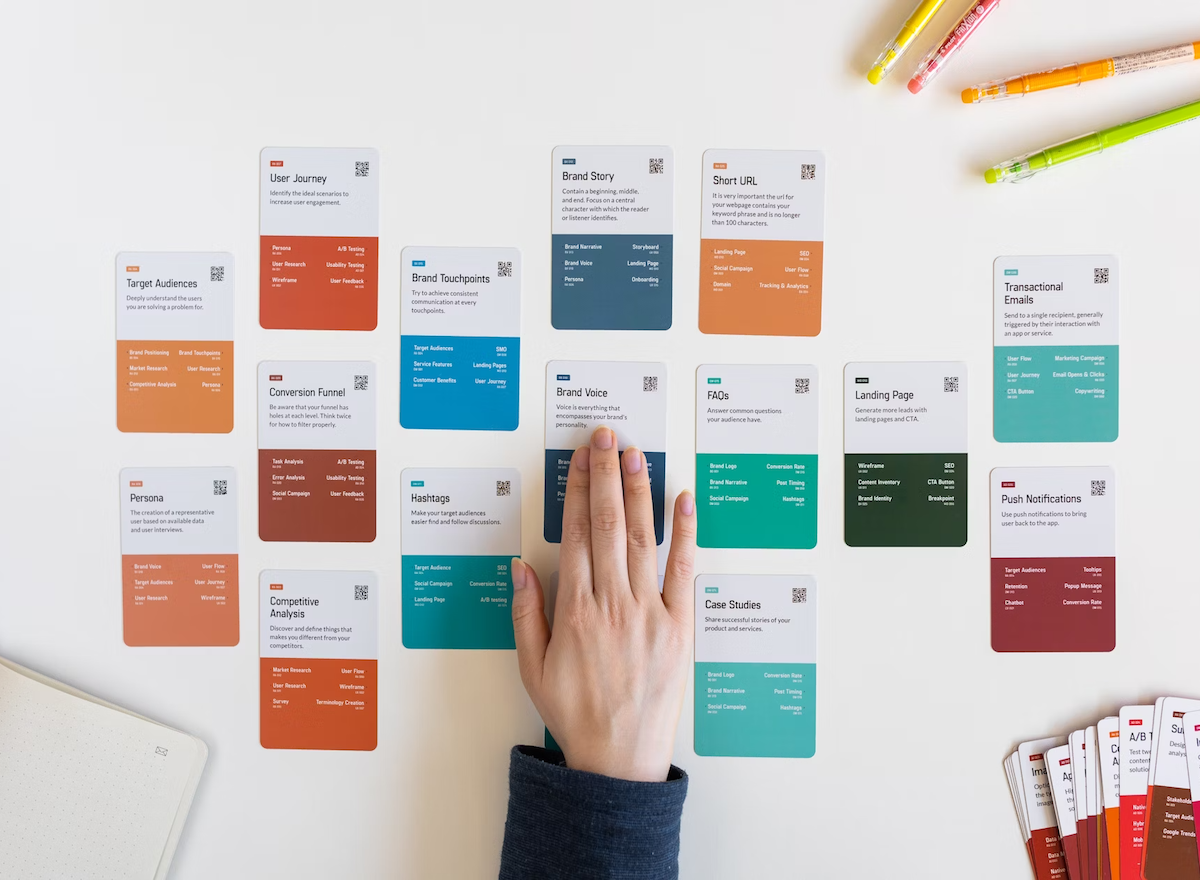 User Journey
Identify the ideal scenarios to
increase user engagement.
Persona
A/B Testing
User Research
Usability Testing
Wireframe
User Feedback
Brand Story
Contain a beginning, middle,
and end. Focus on a central
character with which the reader
or listener identifies.
Brand Narrative
Storyboard
Brand Voice
Landing Page
Persona
Onboarding
Short URL
It is very important the url for
your webpage contains your
keyword phrase and is no longer
than 100 characters.
Landing Page
SEO
Social Campaign
User Flow
Domain
Tracking & Analytics
Target Audiences
Deeply understand the users
you are solving a problem for.
Brand Positioning
Brand Touchpoints
Market Research
User Research
Competitive Analysis
Persona
Brand Touchpoints
Try to achieve consistent
communication at every
touchpoints.
Target Audiences
SMO
Service Features
Landing Pages
Customer Benefits
User Journey
Transactional
Emails
Send to a single recipient, generally
triggered by their interaction with
an app or service.
User Flow
Marketing Campaign
User Journey
Email Opens & Clicks
CTA Button
Copywriting
Conversion Funnel
Be aware that your funnel has
holes at each level. Think twice
for how to filter properly.
Task Analysis
A/B Testing
Error Analysis
Usability Testing
Social Campaign
User Feedback
Brand Voice
Voice is everything that
encompasses your brand's
personality.
FAQs
Answer common questions
your audience have.
Brand Logo
Conversion Rate
Brand Narrative
Post Timing
Social Campaign
Hashtags
Landing Page
Generate more leads with
landing pages and CTA.
Wireframe
SEO
Content Inventory
CTA Button
Brand Identity
Breakpoint
Persona
The creation of a representative
user based on available data
and user interviews.
Brand Voice
User Flow
Target Audiences
User Journey
User Research
Wireframe
Hashtags
Make your target audiences
easier find and follow discussions.
Target Audience
SEO
Social Campaign
Conversion Rate
Landing Page
A/B testing
Push Notifications
Use push notifications to bring
user back to the app.
Target Audiences
Tooltips
Retention
Popup Message
Chatbot
Conversion Rate
Competitive
Analysis
Discover and define things that
makes you different from your
competitors.
Market Research
User Flow
User Research
Wireframe
Survey
Terminology Creation
Case Studies
Share successful stories of your
product and services.
Brand Logo
Conversion Rate
Brand Narrative
Post Timing
Social Campaign
Hashtags
A/B T
Test tw
conten
solutio
Su
Desig
analys
Stakehold
Target Audie
Google Trends